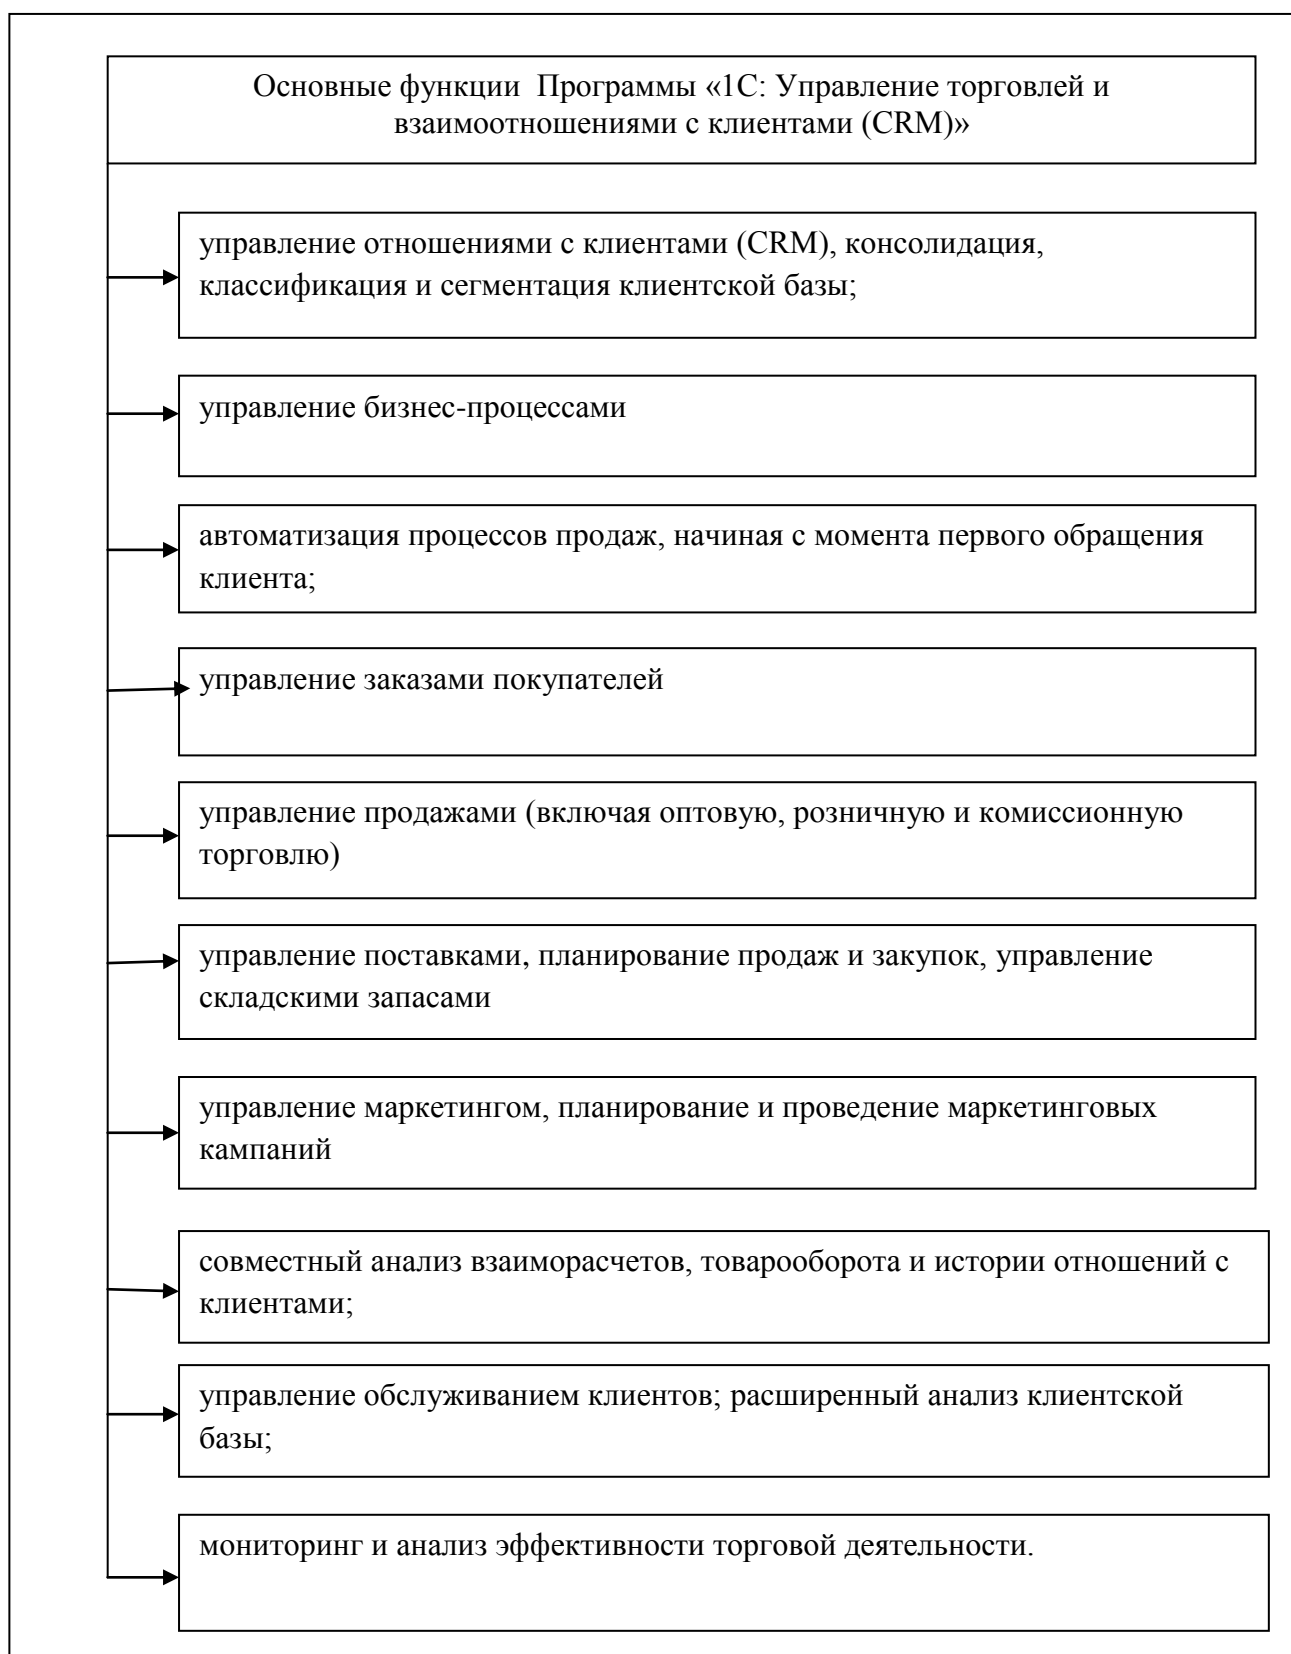 Основные функции  Программы «1С: Управление торговлей и
взаимоотношениями с клиентами (CRM)»
управление отношениями с клиентами (CRM), консолидация,
классификация и сегментация клиентской базы;
управление бизнес-процессами
автоматизация процессов продаж, начиная с момента первого обращения
клиента;
управление заказами покупателей
управление продажами (включая оптовую, розничную и комиссионную
торговлю)
управление поставками, планирование продаж и закупок, управление
складскими запасами
управление маркетингом, планирование и проведение маркетинговых
кампаний
совместный анализ взаиморасчетов, товарооборота и истории отношений с
клиентами;
управление обслуживанием клиентов; расширенный анализ клиентской
базы;
мониторинг и анализ эффективности торговой деятельности.